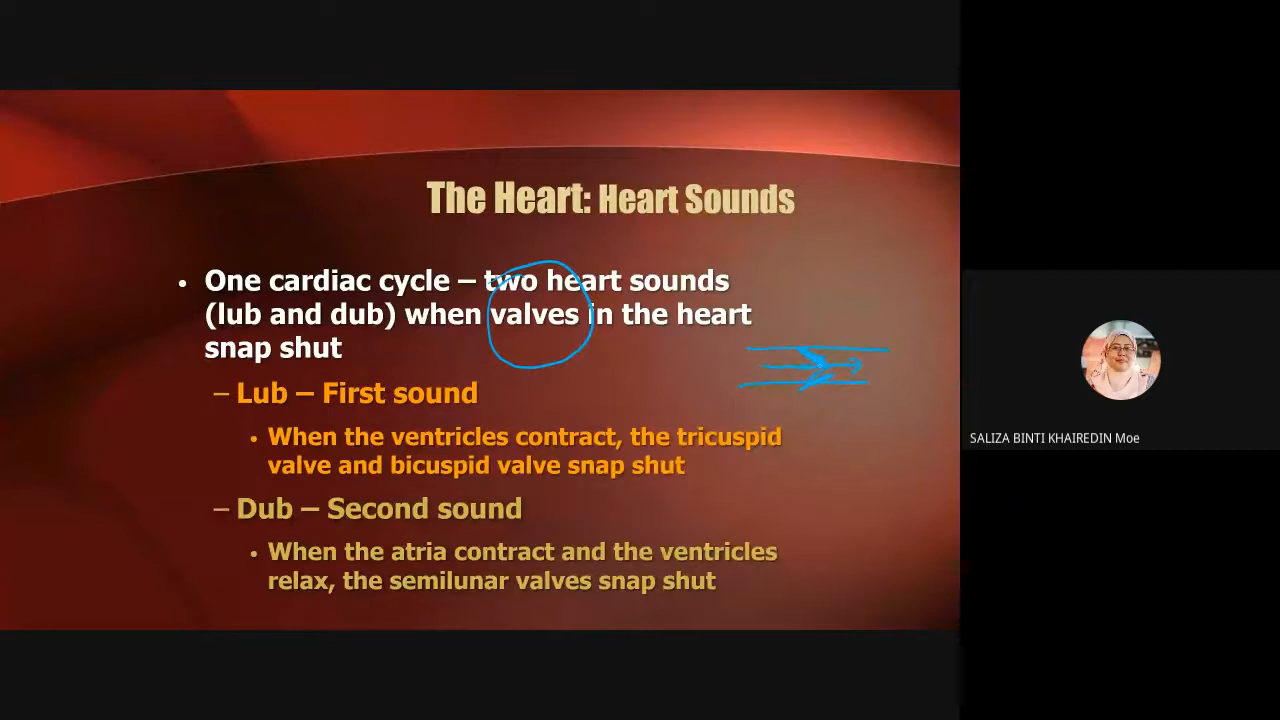 The Heart: Heart Sounds
• One cardiac cycle – two heart sounds
(lub and dub) when valves in the heart
snap shut
– Lub – First sound
• When the ventricles contract, the tricuspid
valve and bicuspid valve snap shut
– Dub – Second sound
• When the atria contract and the ventricles
relax, the semilunar valves snap shut
SALIZA BINTI KHAIREDIN Moe